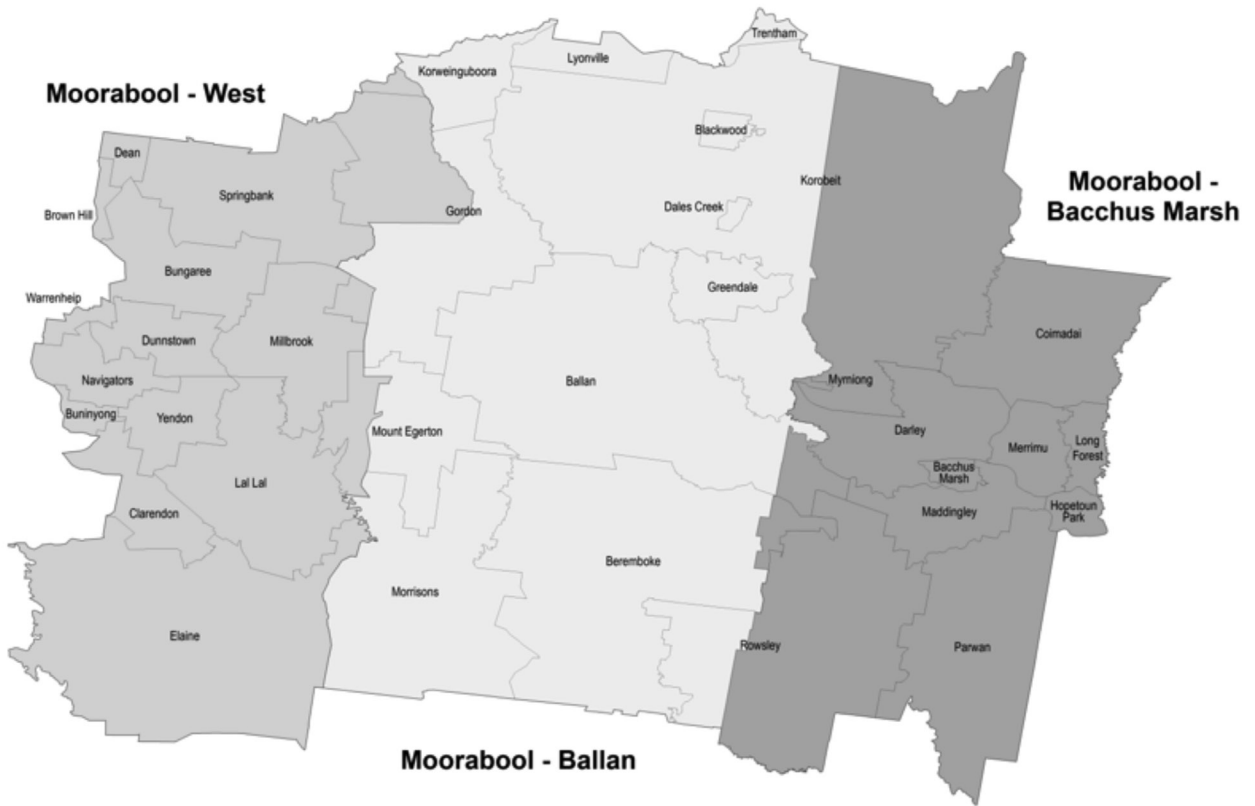 Trentham
Lyonville
Korweinguboora
Moorabool - West
Blackwood
Dean
Korobeit
Moorabool -
Bacchus Marsh
Springbank
Dales Creek
Gordon
Brown Hill
Bungaree
Greendale
Warrenheip
Coimadai
Dunnstown
Millbrook
Navigators
Ballan
Myrniong
Buninyong
Yendon
Mount Egerton
Darley
Merrimu
Long
Forest
Bacchus
Marsh
Lal Lal
Clarendon
Maddingley
Hopetoun
Park
Beremboke
Morrisons
Elaine
Rowsley
Parwan
Moorabool - Ballan